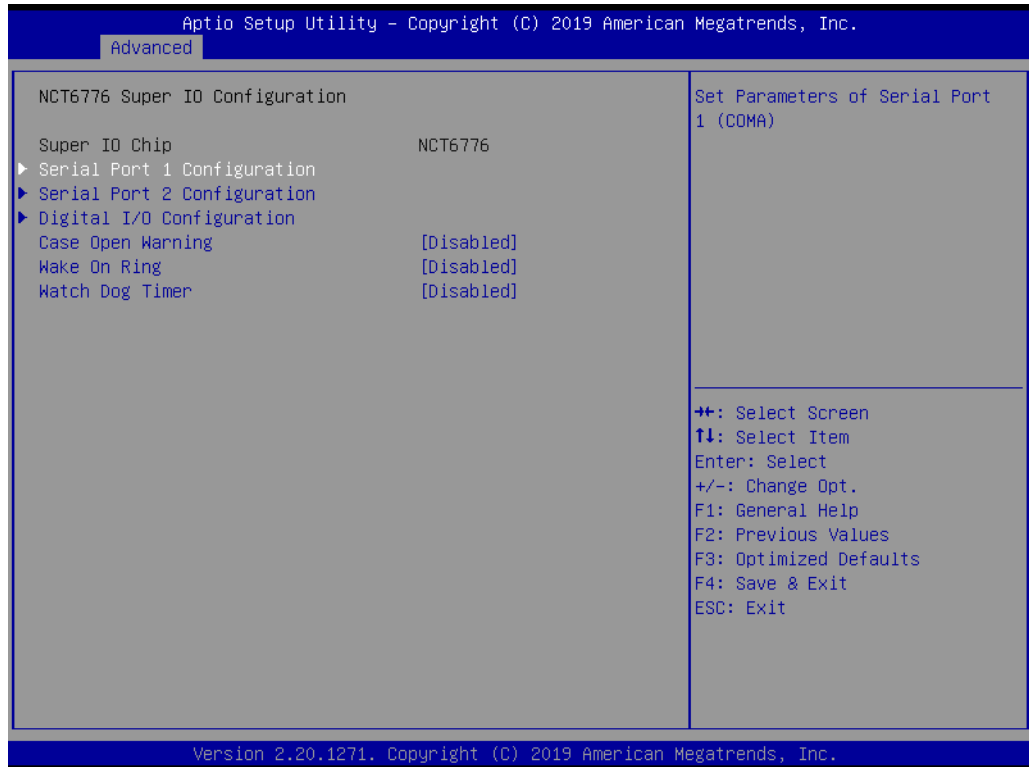 Aptio Setup Utility – Copyright (C) 2019 American Megatrends, Inc.
Advanced
NCT6776 Super IO Configuration
Super IO Chip NCT6776
Serial Port 1 Configuration
Serial Port 2 Configuration
Digital I/O Configuration
Case Open Warning [Disabled]
Wake On Ring [Disabled]
Watch Dog Timer [Disabled]
Set Parameters of Serial Port
1 (COMA)
→←: Select Screen
↑↓: Select Item
Enter: Select
+/-: Change Opt.
F1: General Help
F2: Previous Values
F3: Optimized Defaults
F4: Save & Exit
ESC: Exit
Version 2.20.1271. Copyright (C) 2019 American Megatrends, Inc.